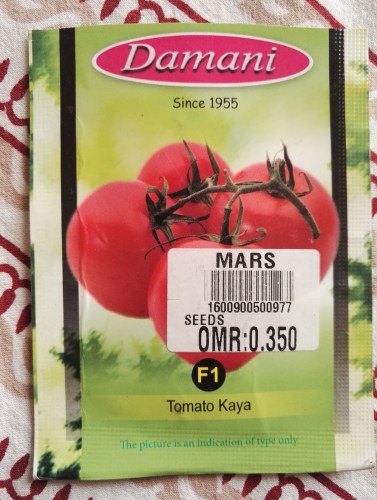 Damani
Since 1955
MARS
1600900500977
SEEDS
OMR:0.350
F1
Tomato Kaya
The picture is an indication of type only